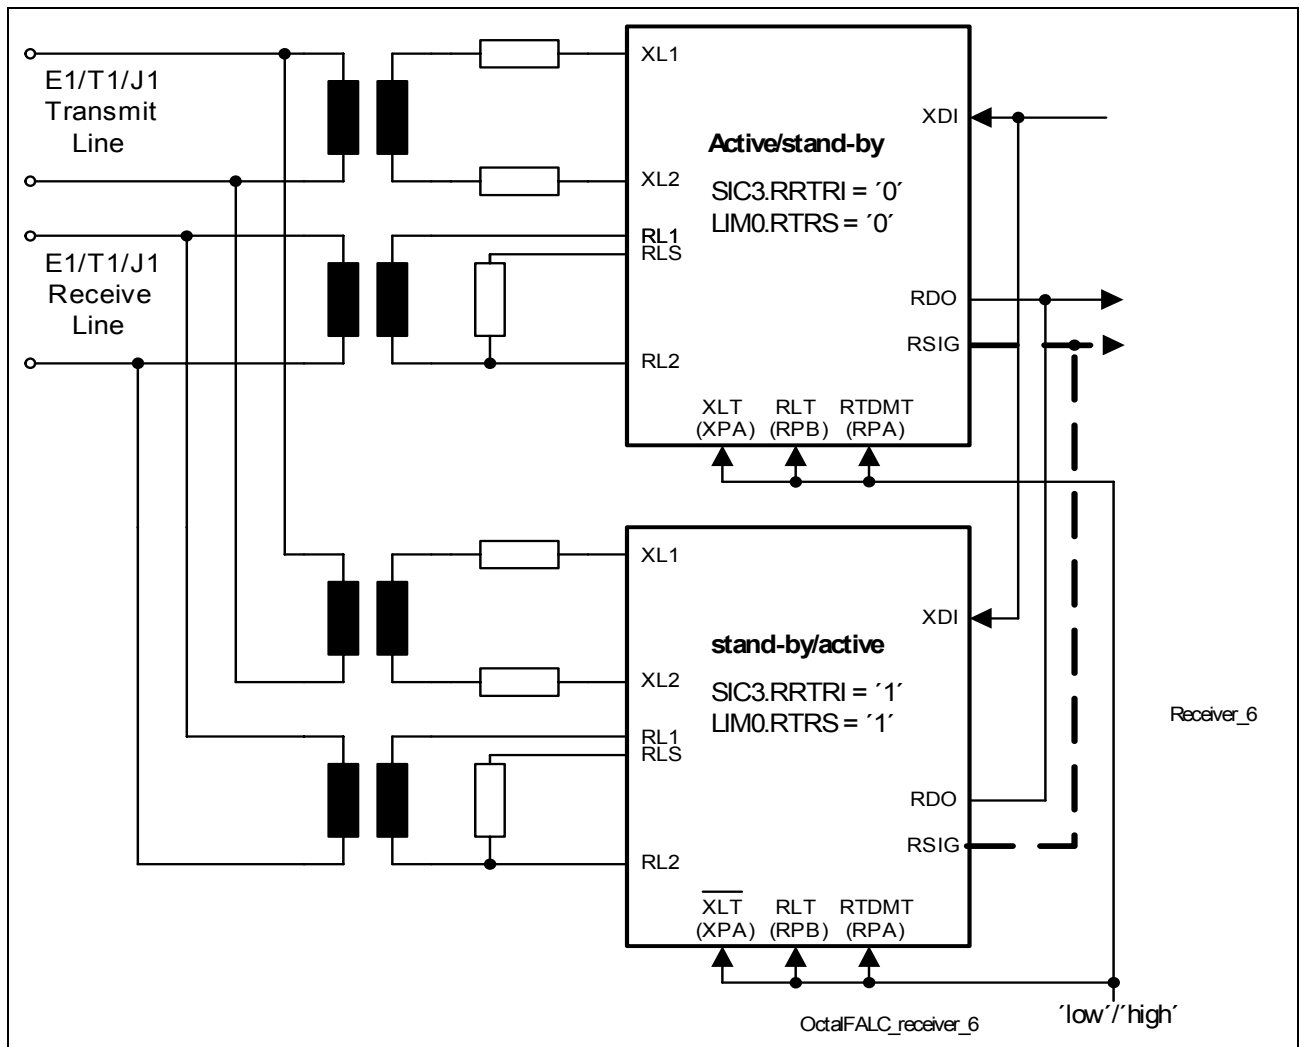 E1/T1/J1
Transmit
Line
E1/T1/J1
Receive
Line
XL1
XDI
Active/stand-by
XL2
SIC3.RRTRI = ´0´
LIM0.RTRS = ´0´
RL1
RLS
RDO
RSIG
RL2
XLT RLT RTDMT
(XPA) (RPB) (RPA)
XL1
XDI
stand-by/active
XL2
SIC3.RRTRI = ´1´
LIM0.RTRS = ´1´
RL1
RLS
Receiver_6
RDO
RSIG
RL2
X̅L̅T̅ RLT RTDMT
(XPA) (RPB) (RPA)
OctalFALC_receiver_6
´low´/´high´